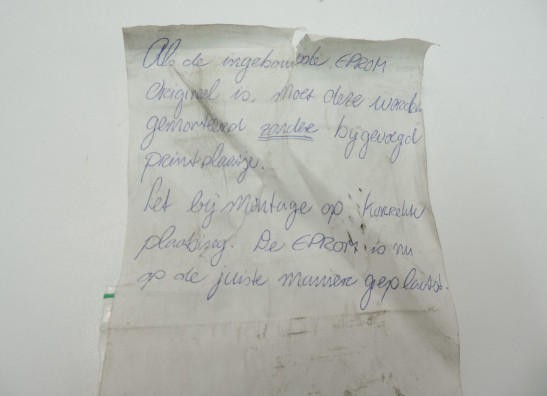 Als de ingebouwde EPROM
origineel is, moet deze worden
gemonteerd zonder bijgevoegd
printplaatje.
Let bij montage op korrekte
plaatsing. De EPROM is nu
op de juiste maniere geplaatst.